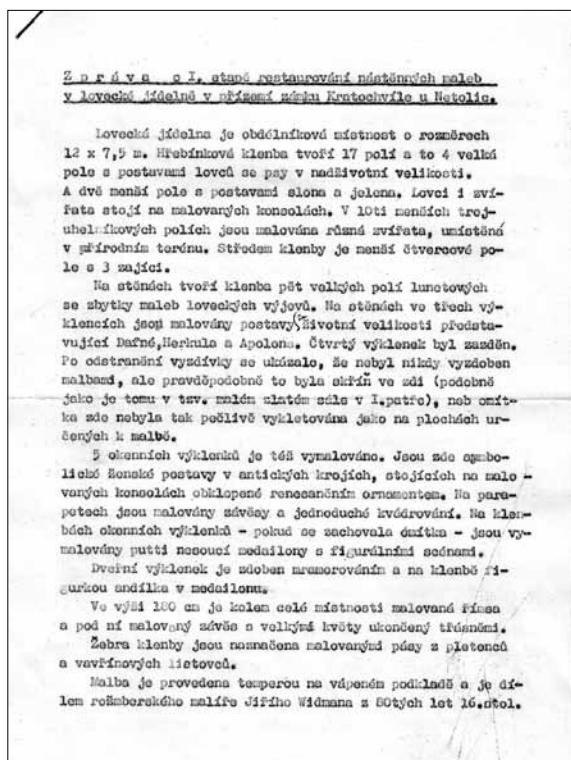 Z p r á v a o I. etapě restaurování nástěnných maleb
v lovecké jídelně v přízemí zámku Kratochvíle u Netolic.
Lovecká jídelna je obdélníková místnost o rozměrech
12 x 7,5 m. Hřebínková klenba tvoří 17 polí a to 4 velká
pole s postavami lovců se psy v nadživotní velikosti.
A dvě menší pole s postavami slona a jelena. Lovci i zví-
řata stojí na malovaných konsolách. V 10ti menších troj-
uhelníkových polích jsou malována různá zvířata, umístěná
v přírodním terénu. Středem klenby je menší čtvercové po-
le s 3 zajíci.
Na stěnách tvoří klenba pět velkých polí lunetových
se zbytky maleb loveckých výjevů. Na stěnách ve třech vý-
klencích jsou malovány postavy životní velikosti předsta-
vující Dafné,Herkula a Apolona. Čtvrtý výklenek byl zazděn.
Po odstranění vyzdívky se ukázalo, že nebyl nikdy vyzdoben
malbami, ale pravděpodobně to byla skříň ve zdi (podobně
jako je tomu v tzv. malém zlatém sále v I.patře), neb omít-
ka zde nebyla tak pečlivě vykletována jako na plochách ur-
čených k malbě.
5 okenních výklenků je též vymalováno. Jsou zde symbo-
lické ženské postavy v antických krojích, stojících na malo -
vaných konsolách obklopené renesančním ornamentem. Na para-
petech jsou malovány závěsy a jednoduché kvádrování. Na klen-
bách okenních výklenků - pokud se zachovala omítka - jsou vy-
malovány putti nesoucí medailony s figurálními scénami.
Dveřní výklenek je zdoben mramorováním a na klenbě fi-
gurkou andílka v medailonu.
Ve výši 180 cm je kolem celé místnosti malovaná římsa
a pod ní malovaný závěs s velkými květy ukončený třásněmi.
Žebra klenby jsou naznačena malovanými pásy z pletenců
a vavřínových listovců.
Malba je provedena temperou na vápeném podkladě a je dí-
lem rožmberského malíře Jiřího Widmana z 80tých let 16.stol.